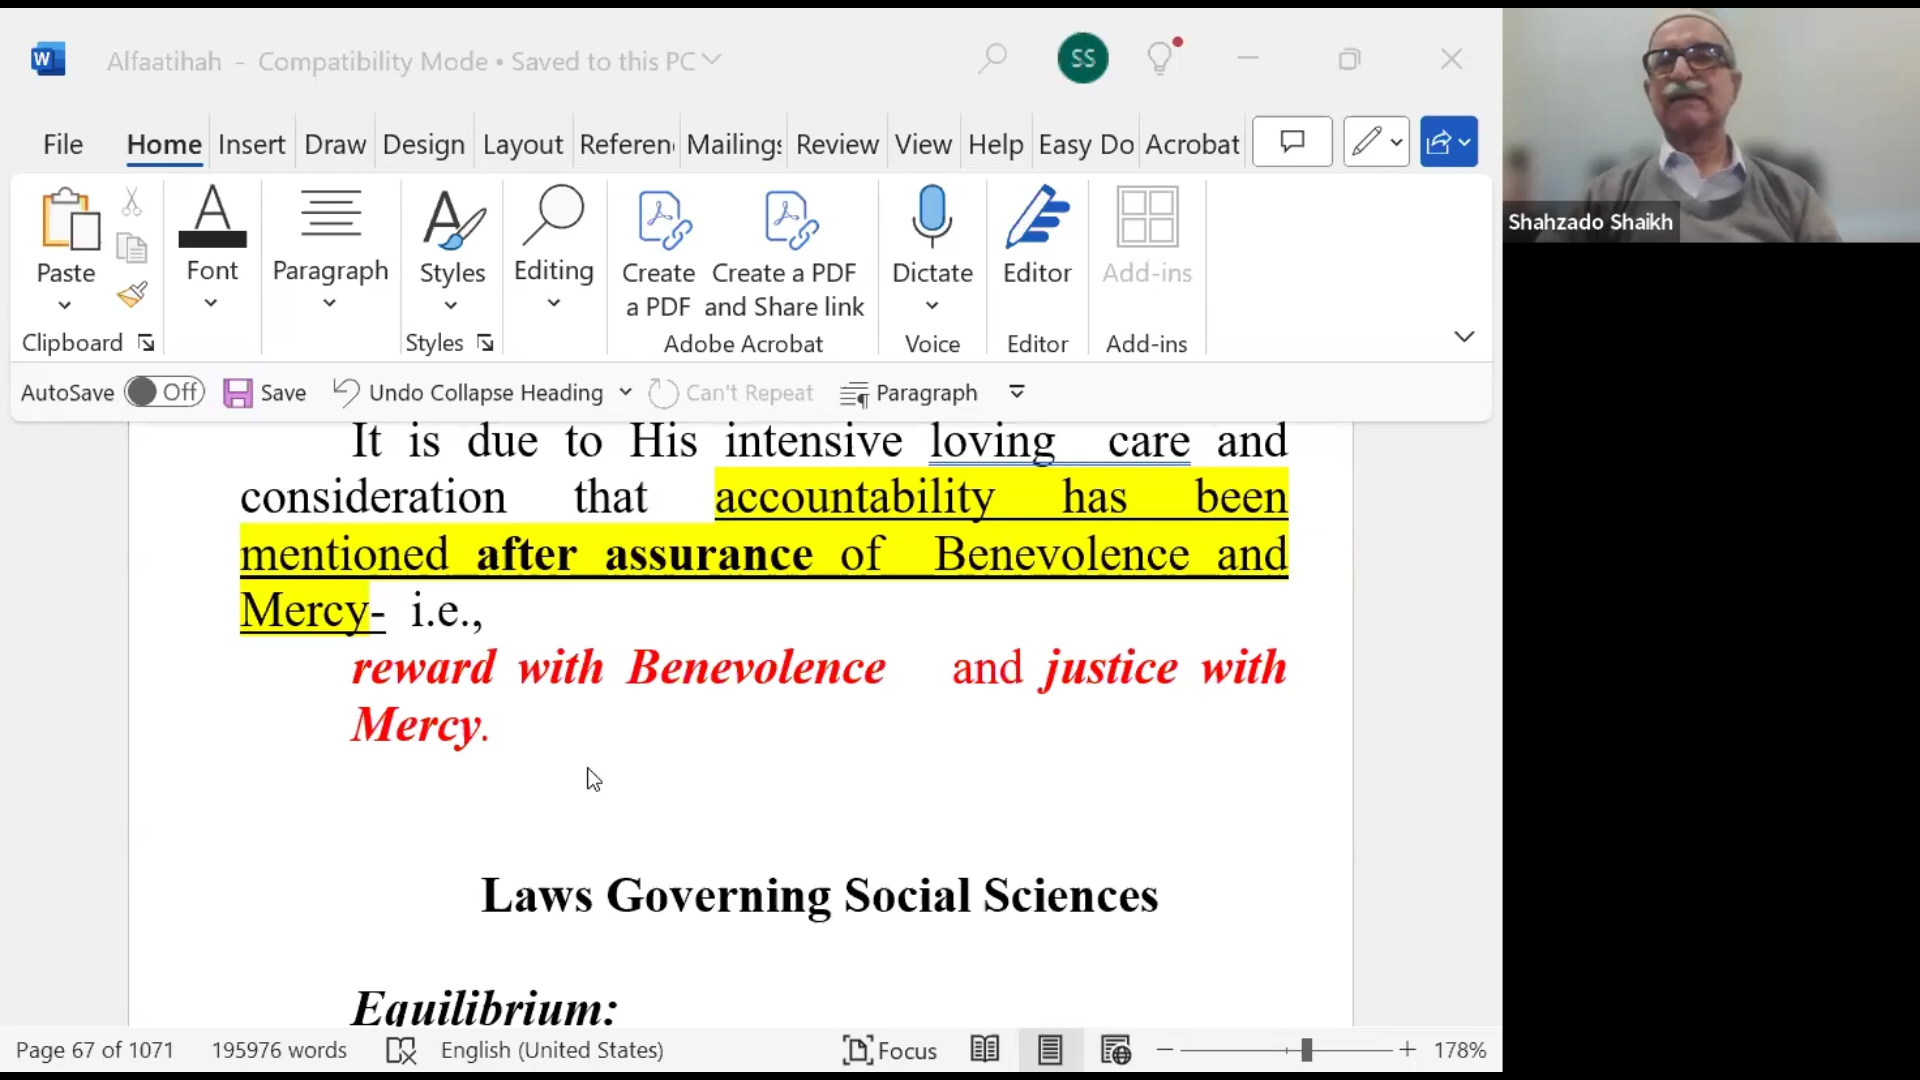 Alfaatihah - Compatibility Mode • Saved to this PC
SS
File Home Insert Draw Design Layout Referen Mailings Review View Help Easy Do Acrobat
Paste
Font
Paragraph
Styles
Editing
Create a PDF
Create a PDF and Share link
Dictate
Editor
Add-ins
Clipboard
Styles
Adobe Acrobat
Voice
Editor
Add-ins
AutoSave Off Save Undo Collapse Heading Can't Repeat Paragraph
It is due to His intensive loving care and
consideration that accountability has been
mentioned after assurance of Benevolence and
Mercy- i.e.,
reward with Benevolence and justice with
Mercy.
Laws Governing Social Sciences
Equilibrium:
Page 67 of 1071 195976 words English (United States) Focus 178%
Shahzado Shaikh